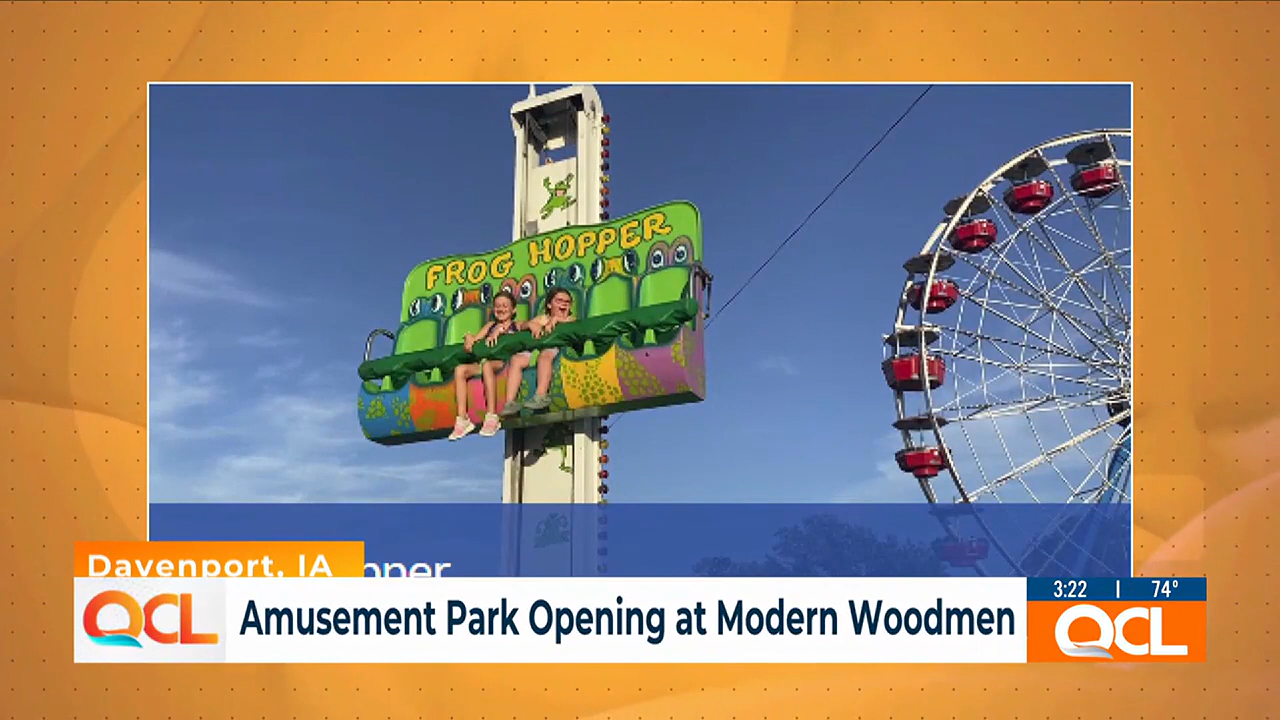 FROG HOPPER
Davenport, IA
QCL
Amusement Park Opening at Modern Woodmen
3:22 | 74°
QCL